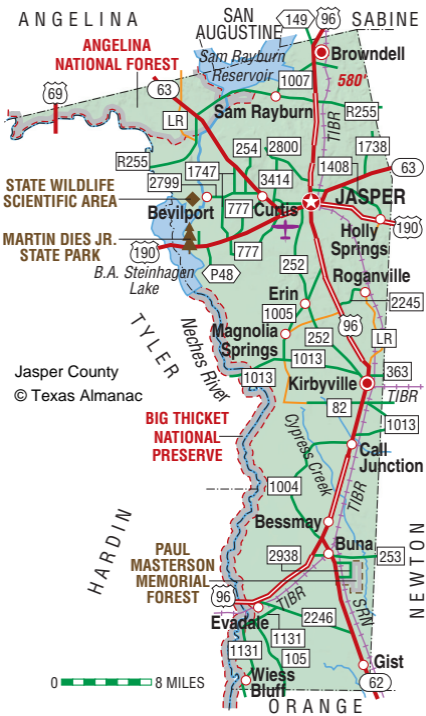 ANGELINA
SAN
AUGUSTINE
149
96
SABINE
ANGELINA
NATIONAL FOREST
Sam Rayburn
Reservoir
Browndell
580'
69
63
1007
Sam Rayburn
LR
TIBR
R255
R255
254
2800
1738
1747
1408
63
STATE WILDLIFE
SCIENTIFIC AREA
2799
3414
Bevilport
777
Curtis
JASPER
MARTIN DIES JR.
STATE PARK
190
777
Holly
Springs
190
B.A. Steinhagen
Lake
P48
252
Roganville
Erin
2245
1005
96
TYLER
Neches River
Magnolia
Springs
252
LR
1013
Jasper County
© Texas Almanac
1013
363
Kirbyville
TIBR
82
1013
BIG THICKET
NATIONAL
PRESERVE
Cypress Creek
Call
Junction
1004
TIBR
HARDIN
Bessmay
NEWTON
Buna
PAUL
MASTERSON
MEMORIAL
FOREST
2938
253
96
TIBR
SRN
2246
Evadale
1131
1131
105
Gist
0 8 MILES
Wiess
Bluff
62
ORANGE